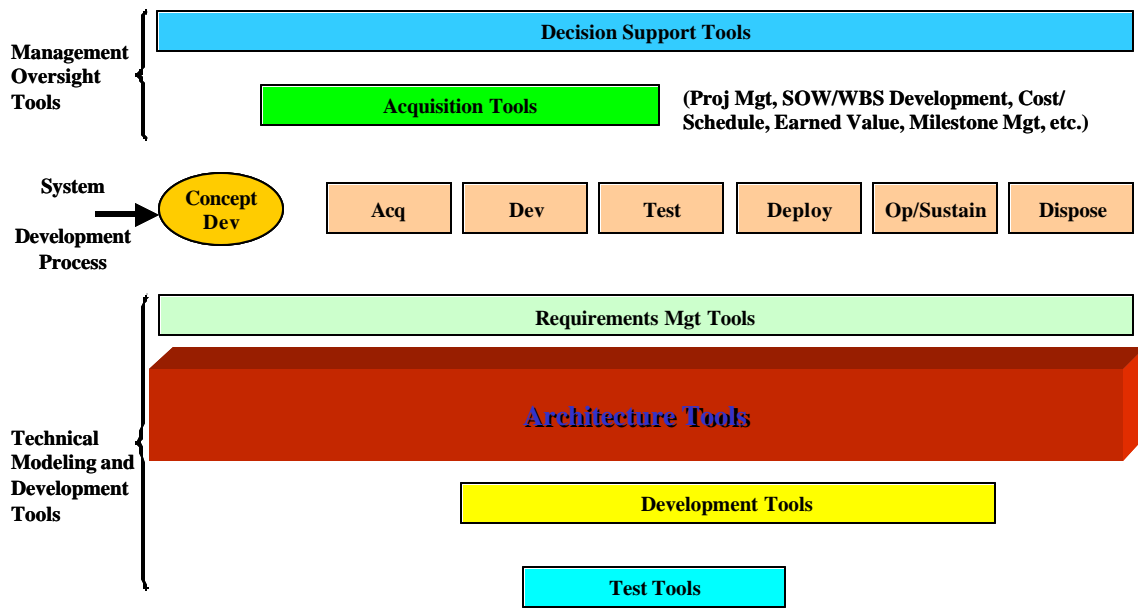 Decision Support Tools
Management
Oversight
Tools
Acquisition Tools
(Proj Mgt, SOW/WBS Development, Cost/
Schedule, Earned Value, Milestone Mgt, etc.)
System
Development
Process
Concept
Dev
Acq
Dev
Test
Deploy
Op/Sustain
Dispose
Requirements Mgt Tools
Architecture Tools
Technical
Modeling and
Development
Tools
Development Tools
Test Tools